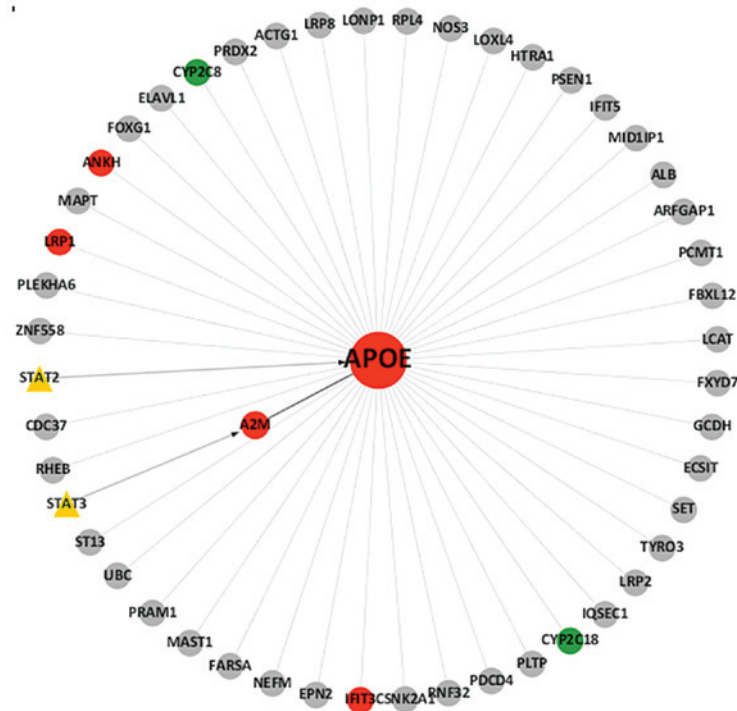 LONP1
RPL4
NOS3
LOXL4
HTRA1
PSEN1
IFIT5
MID1IP1
ALB
ARFGAP1
PCMT1
FBXL12
LCAT
FXYD7
GCDH
ECSIT
SET
TYRO3
LRP2
IQSEC1
CYP2C18
PLTP
PDCD4
RNF32
CSNK2A1
IFIT3
EPN2
NEFM
FARSA
MAST1
PRAM1
UBC
ST13
STAT3
RHEB
CDC37
STAT2
ZNF558
PLEKHA6
LRP1
MAPT
ANKH
FOXG1
ELAVL1
CYP2C8
PRDX2
ACTG1
LRP8
APOE
A2M